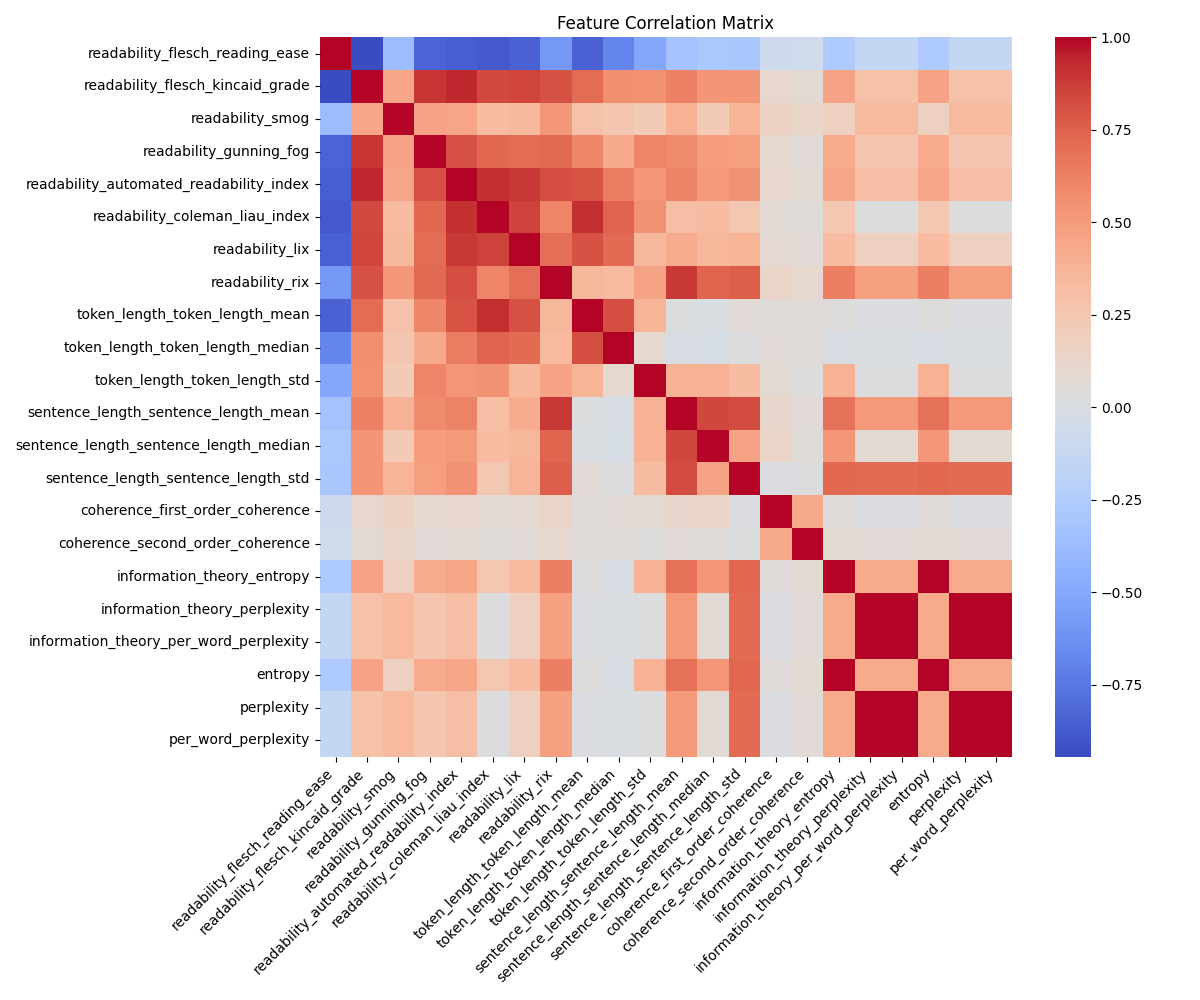 Feature Correlation Matrix
readability_flesch_reading_ease
readability_flesch_kincaid_grade
readability_smog
readability_gunning_fog
readability_automated_readability_index
readability_coleman_liau_index
readability_lix
readability_rix
token_length_token_length_mean
token_length_token_length_median
token_length_token_length_std
sentence_length_sentence_length_mean
sentence_length_sentence_length_median
sentence_length_sentence_length_std
coherence_first_order_coherence
coherence_second_order_coherence
information_theory_entropy
information_theory_perplexity
information_theory_per_word_perplexity
entropy
perplexity
per_word_perplexity
readability_flesch_reading_ease
readability_flesch_kincaid_grade
readability_smog
readability_gunning_fog
readability_automated_readability_index
readability_coleman_liau_index
readability_lix
readability_rix
token_length_token_length_mean
token_length_token_length_median
token_length_token_length_std
sentence_length_sentence_length_mean
sentence_length_sentence_length_median
sentence_length_sentence_length_std
coherence_first_order_coherence
coherence_second_order_coherence
information_theory_entropy
information_theory_perplexity
information_theory_per_word_perplexity
entropy
perplexity
per_word_perplexity
1.00
0.75
0.50
0.25
0.00
−0.25
−0.50
−0.75